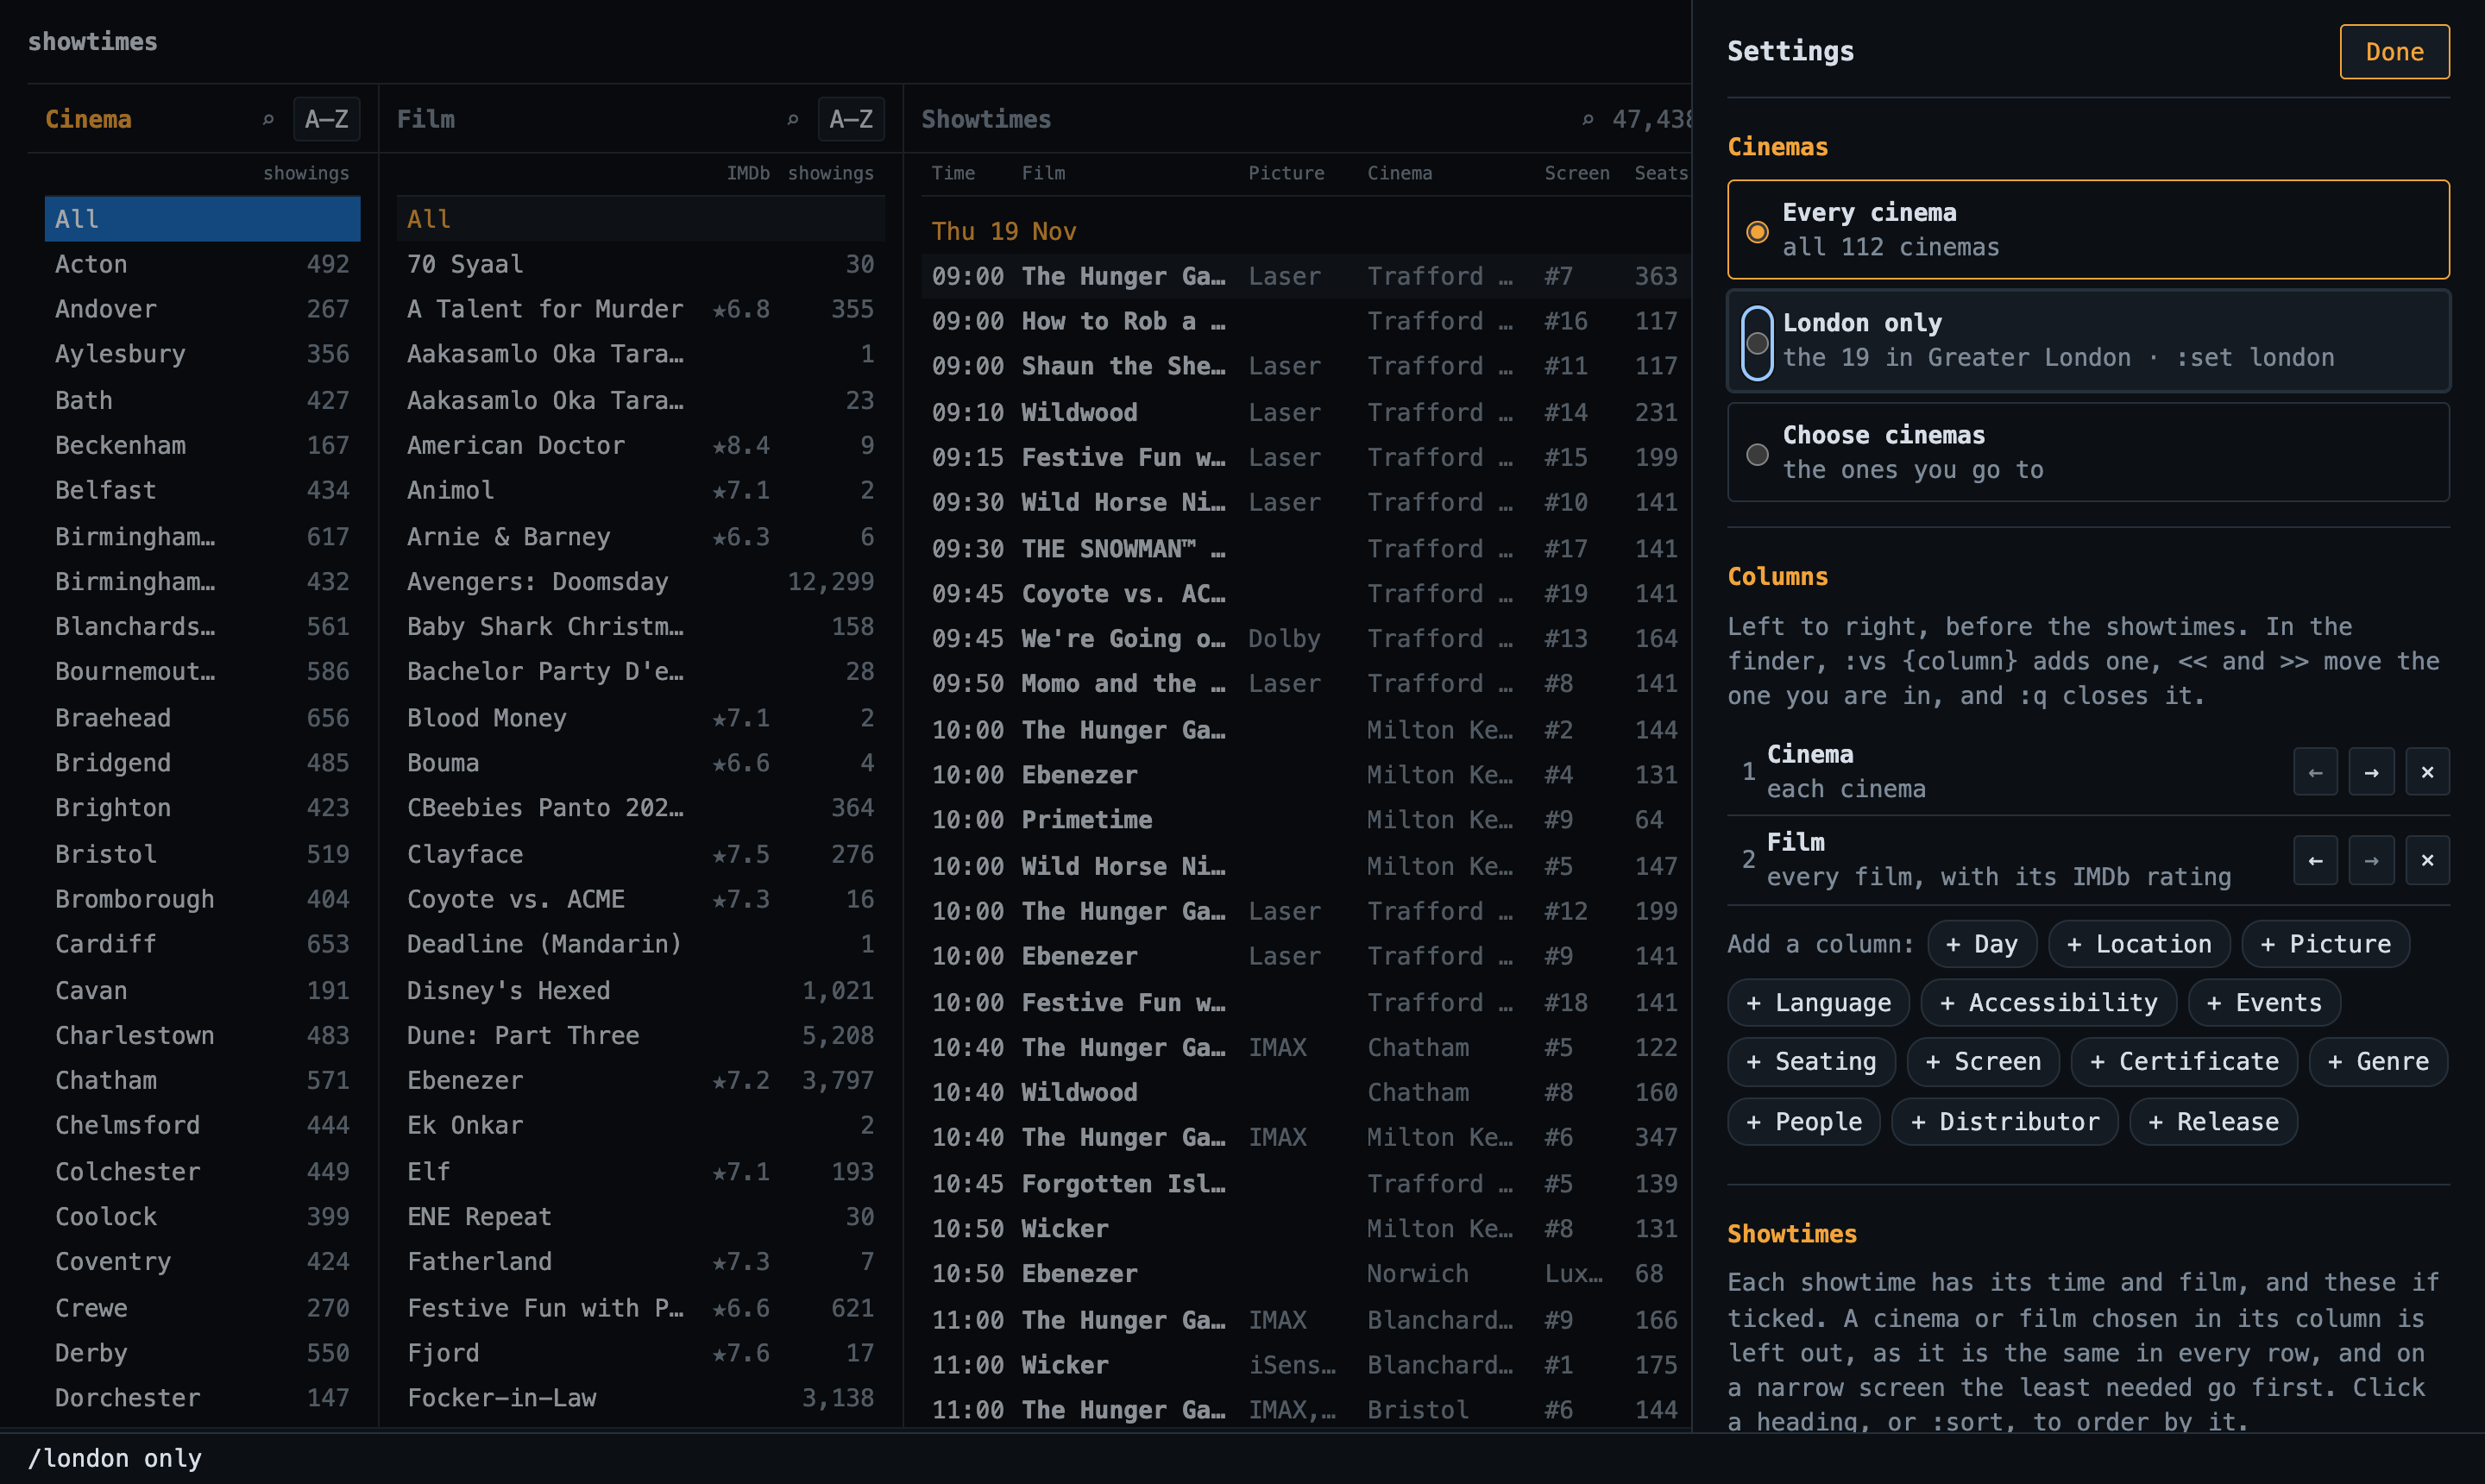 showtimes
Cinema ⌕ A–Z
showings
All
Acton 492
Andover 267
Aylesbury 356
Bath 427
Beckenham 167
Belfast 434
Birmingham… 617
Birmingham… 432
Blanchards… 561
Bournemout… 586
Braehead 656
Bridgend 485
Brighton 423
Bristol 519
Bromborough 404
Cardiff 653
Cavan 191
Charlestown 483
Chatham 571
Chelmsford 444
Colchester 449
Coolock 399
Coventry 424
Crewe 270
Derby 550
Dorchester 147
Film ⌕ A–Z
IMDb showings
All
70 Syaal 30
A Talent for Murder ★6.8 355
Aakasamlo Oka Tara… 1
Aakasamlo Oka Tara… 23
American Doctor ★8.4 9
Animol ★7.1 2
Arnie & Barney ★6.3 6
Avengers: Doomsday 12,299
Baby Shark Christm… 158
Bachelor Party D'e… 28
Blood Money ★7.1 2
Bouma ★6.6 4
CBeebies Panto 202… 364
Clayface ★7.5 276
Coyote vs. ACME ★7.3 16
Deadline (Mandarin) 1
Disney's Hexed 1,021
Dune: Part Three 5,208
Ebenezer ★7.2 3,797
Ek Onkar 2
Elf ★7.1 193
ENE Repeat 30
Fatherland ★7.3 7
Festive Fun with P… ★6.6 621
Fjord ★7.6 17
Focker-in-Law 3,138
Showtimes ⌕ 47,438
Time Film Picture Cinema Screen Seats
Thu 19 Nov
09:00 The Hunger Ga… Laser Trafford … #7 363
09:00 How to Rob a … Trafford … #16 117
09:00 Shaun the She… Laser Trafford … #11 117
09:10 Wildwood Laser Trafford … #14 231
09:15 Festive Fun w… Laser Trafford … #15 199
09:30 Wild Horse Ni… Laser Trafford … #10 141
09:30 THE SNOWMAN™ … Trafford … #17 141
09:45 Coyote vs. AC… Trafford … #19 141
09:45 We're Going o… Dolby Trafford … #13 164
09:50 Momo and the … Laser Trafford … #8 141
10:00 The Hunger Ga… Milton Ke… #2 144
10:00 Ebenezer Milton Ke… #4 131
10:00 Primetime Milton Ke… #9 64
10:00 Wild Horse Ni… Milton Ke… #5 147
10:00 The Hunger Ga… Laser Trafford … #12 199
10:00 Ebenezer Laser Trafford … #9 141
10:00 Festive Fun w… Trafford … #18 141
10:40 The Hunger Ga… IMAX Chatham #5 122
10:40 Wildwood Chatham #8 160
10:40 The Hunger Ga… IMAX Milton Ke… #6 347
10:45 Forgotten Isl… Trafford … #5 139
10:50 Wicker Milton Ke… #8 131
10:50 Ebenezer Norwich Lux… 68
11:00 The Hunger Ga… IMAX Blanchard… #9 166
11:00 Wicker iSens… Blanchard… #1 175
11:00 The Hunger Ga… IMAX,… Bristol #6 144
Settings Done
Cinemas
Every cinema
all 112 cinemas
London only
the 19 in Greater London · :set london
Choose cinemas
the ones you go to
Columns
Left to right, before the showtimes. In the
finder, :vs {column} adds one, << and >> move the
one you are in, and :q closes it.
1 Cinema ← → ×
each cinema
2 Film ← → ×
every film, with its IMDb rating
Add a column: + Day + Location + Picture
+ Language + Accessibility + Events
+ Seating + Screen + Certificate + Genre
+ People + Distributor + Release
Showtimes
Each showtime has its time and film, and these if
ticked. A cinema or film chosen in its column is
left out, as it is the same in every row, and on
a narrow screen the least needed go first. Click
a heading, or :sort, to order by it.
/london only